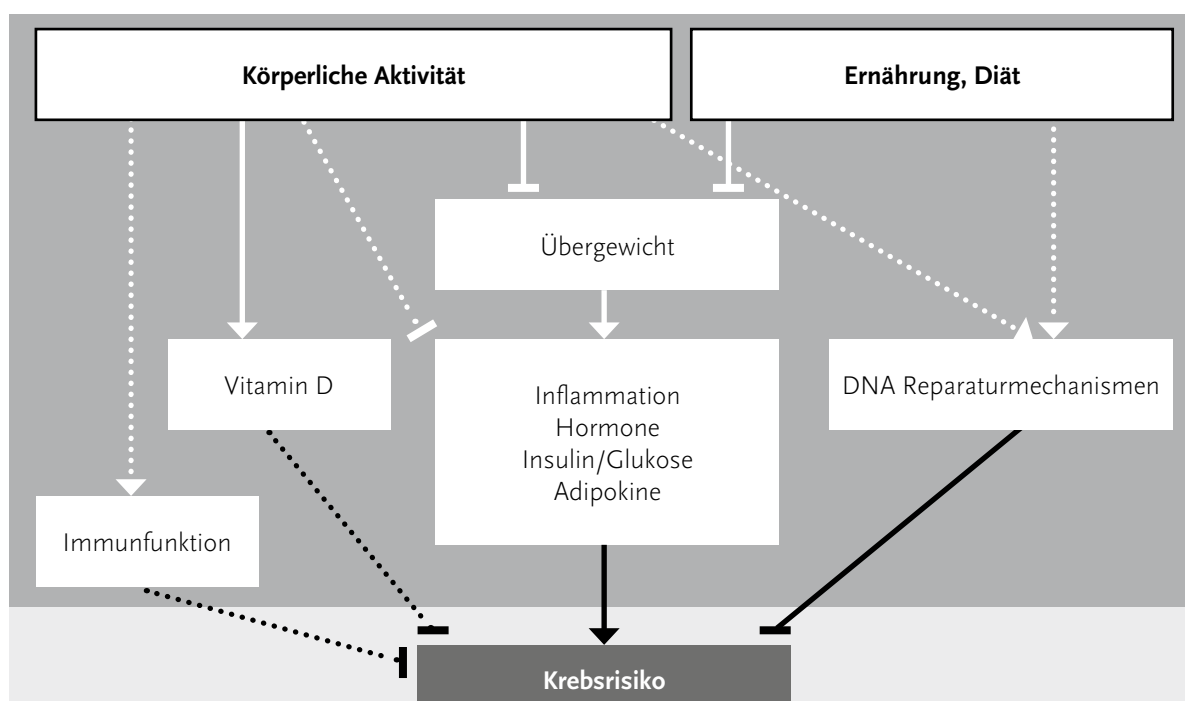 Körperliche Aktivität
Ernährung, Diät
Übergewicht
Vitamin D
Inflammation
Hormone
Insulin/Glukose
Adipokine
DNA Reparaturmechanismen
Immunfunktion
Krebsrisiko